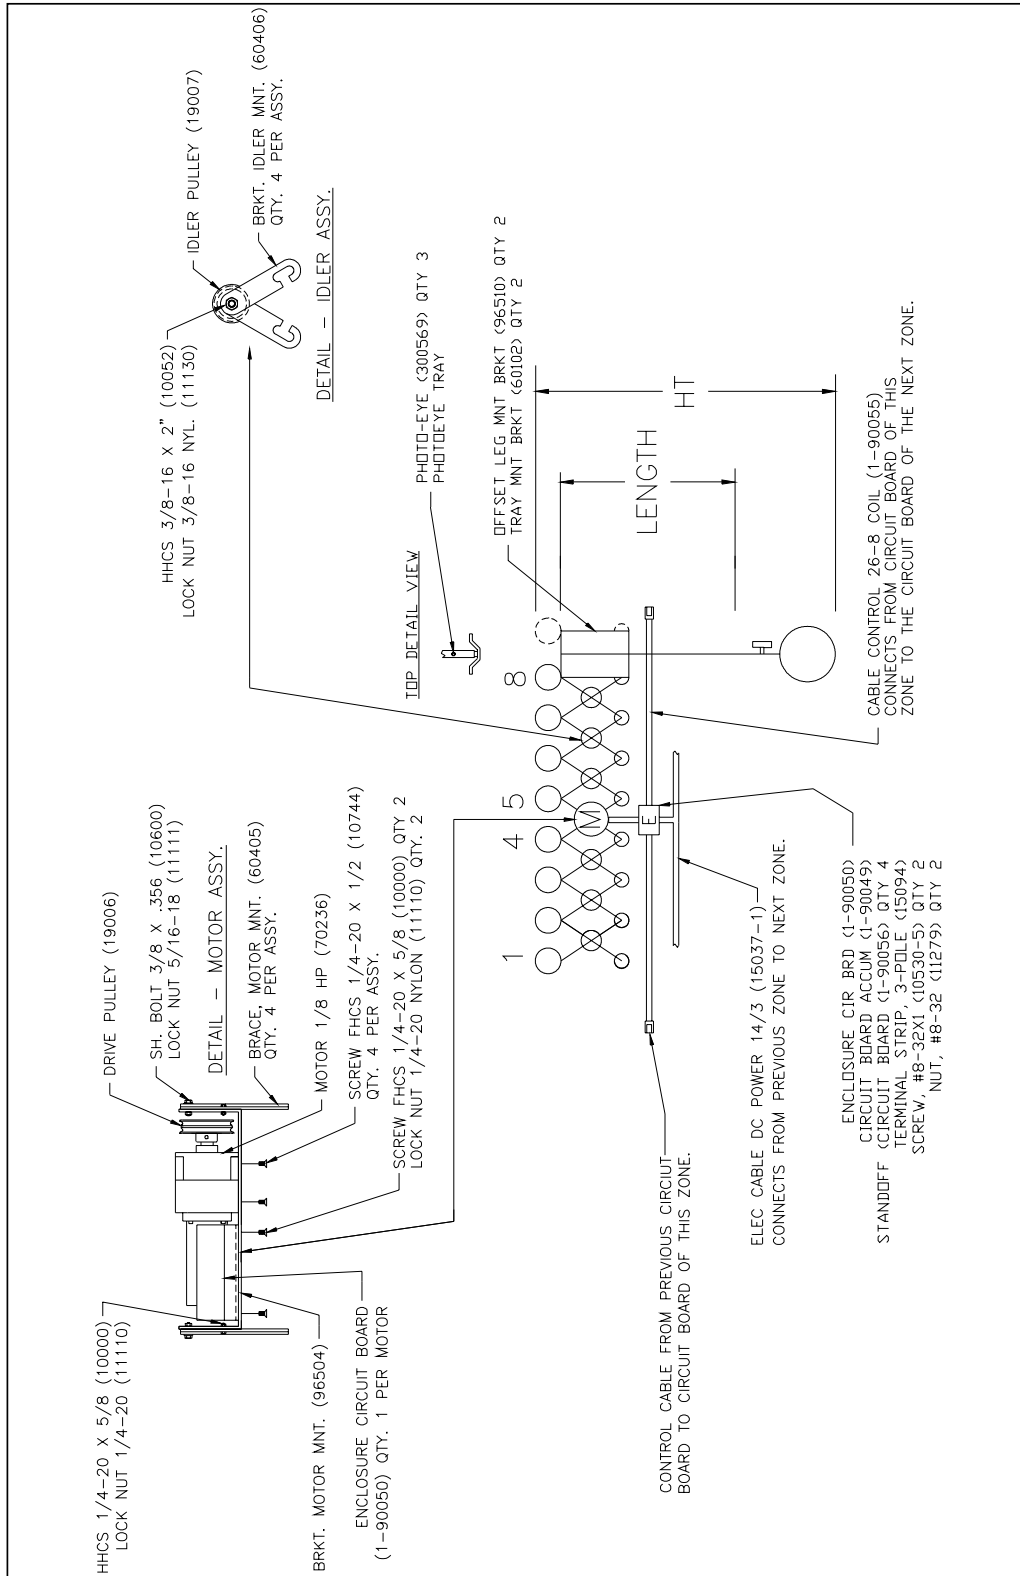 HHCS 1/4-20 X 5/8 (10000)
LOCK NUT 1/4-20 (11110)
BRKT. MOTOR MNT. (96504)
ENCLOSURE CIRCUIT BOARD
(1-90050) QTY. 1 PER MOTOR
DRIVE PULLEY (19006)
SH. BOLT 3/8 X .356 (10600)
LOCK NUT 5/16-18 (11111)
DETAIL - MOTOR ASSY.
BRACE, MOTOR MNT. (60405)
QTY. 4 PER ASSY.
MOTOR 1/8 HP (70236)
SCREW FHCS 1/4-20 X 1/2 (10744)
QTY. 4 PER ASSY.
SCREW FHCS 1/4-20 X 5/8 (10000) QTY 2
LOCK NUT 1/4-20 NYLON (11110) QTY. 2
HHCS 3/8-16 X 2" (10052)
LOCK NUT 3/8-16 NYL. (11130)
IDLER PULLEY (19007)
BRKT. IDLER MNT. (60406)
QTY. 4 PER ASSY.
DETAIL - IDLER ASSY.
TOP DETAIL VIEW
PHOTO-EYE (300569) QTY 3
PHOTOEYE TRAY
OFFSET LEG MNT BRKT (96510) QTY 2
TRAY MNT BRKT (60102) QTY 2
1
4
5
8
M
E
LENGTH
HT
CONTROL CABLE FROM PREVIOUS CIRCIUT
BOARD TO CIRCUIT BOARD OF THIS ZONE.
ELEC CABLE DC POWER 14/3 (15037-1)
CONNECTS FROM PREVIOUS ZONE TO NEXT ZONE.
ENCLOSURE CIR BRD (1-90050)
CIRCUIT BOARD ACCUM (1-90049)
STANDOFF (CIRCUIT BOARD (1-90056) QTY 4
TERMINAL STRIP, 3-POLE (15094)
SCREW, #8-32X1 (10530-5) QTY 2
NUT, #8-32 (11279) QTY 2
CABLE CONTROL 26-8 COIL (1-90055)
CONNECTS FROM CIRCUIT BOARD OF THIS
ZONE TO THE CIRCUIT BOARD OF THE NEXT ZONE.